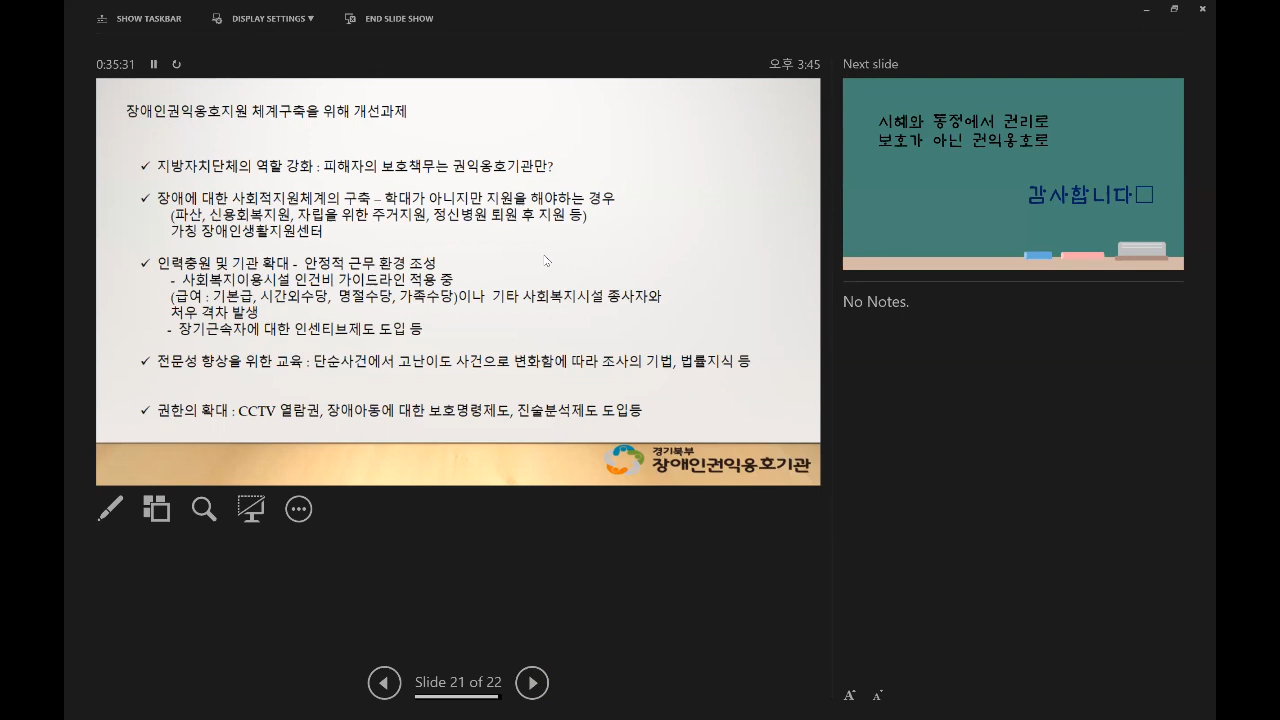 SHOW TASKBAR
DISPLAY SETTINGS ▼
END SLIDE SHOW
0:35:31
오후 3:45
Next slide
장애인권익옹호지원 체계구축을 위해 개선과제
✓ 지방자치단체의 역할 강화 : 피해자의 보호책무는 권익옹호기관만?
✓ 장애에 대한 사회적지원체계의 구축 – 학대가 아니지만 지원을 해야하는 경우
(파산, 신용회복지원, 자립을 위한 주거지원, 정신병원 퇴원 후 지원 등)
가칭 장애인생활지원센터
✓ 인력충원 및 기관 확대 - 안정적 근무 환경 조성
- 사회복지이용시설 인건비 가이드라인 적용 중
(급여 : 기본급, 시간외수당, 명절수당, 가족수당)이나 기타 사회복지시설 종사자와
처우 격차 발생
- 장기근속자에 대한 인센티브제도 도입 등
✓ 전문성 향상을 위한 교육 : 단순사건에서 고난이도 사건으로 변화함에 따라 조사의 기법, 법률지식 등
✓ 권한의 확대 : CCTV 열람권, 장애아동에 대한 보호명령제도, 진술분석제도 도입등
경기북부
장애인권익옹호기관
시혜와 동정에서 권리로
보호가 아닌 권익옹호로
감사합니다□
No Notes.
Slide 21 of 22
A A